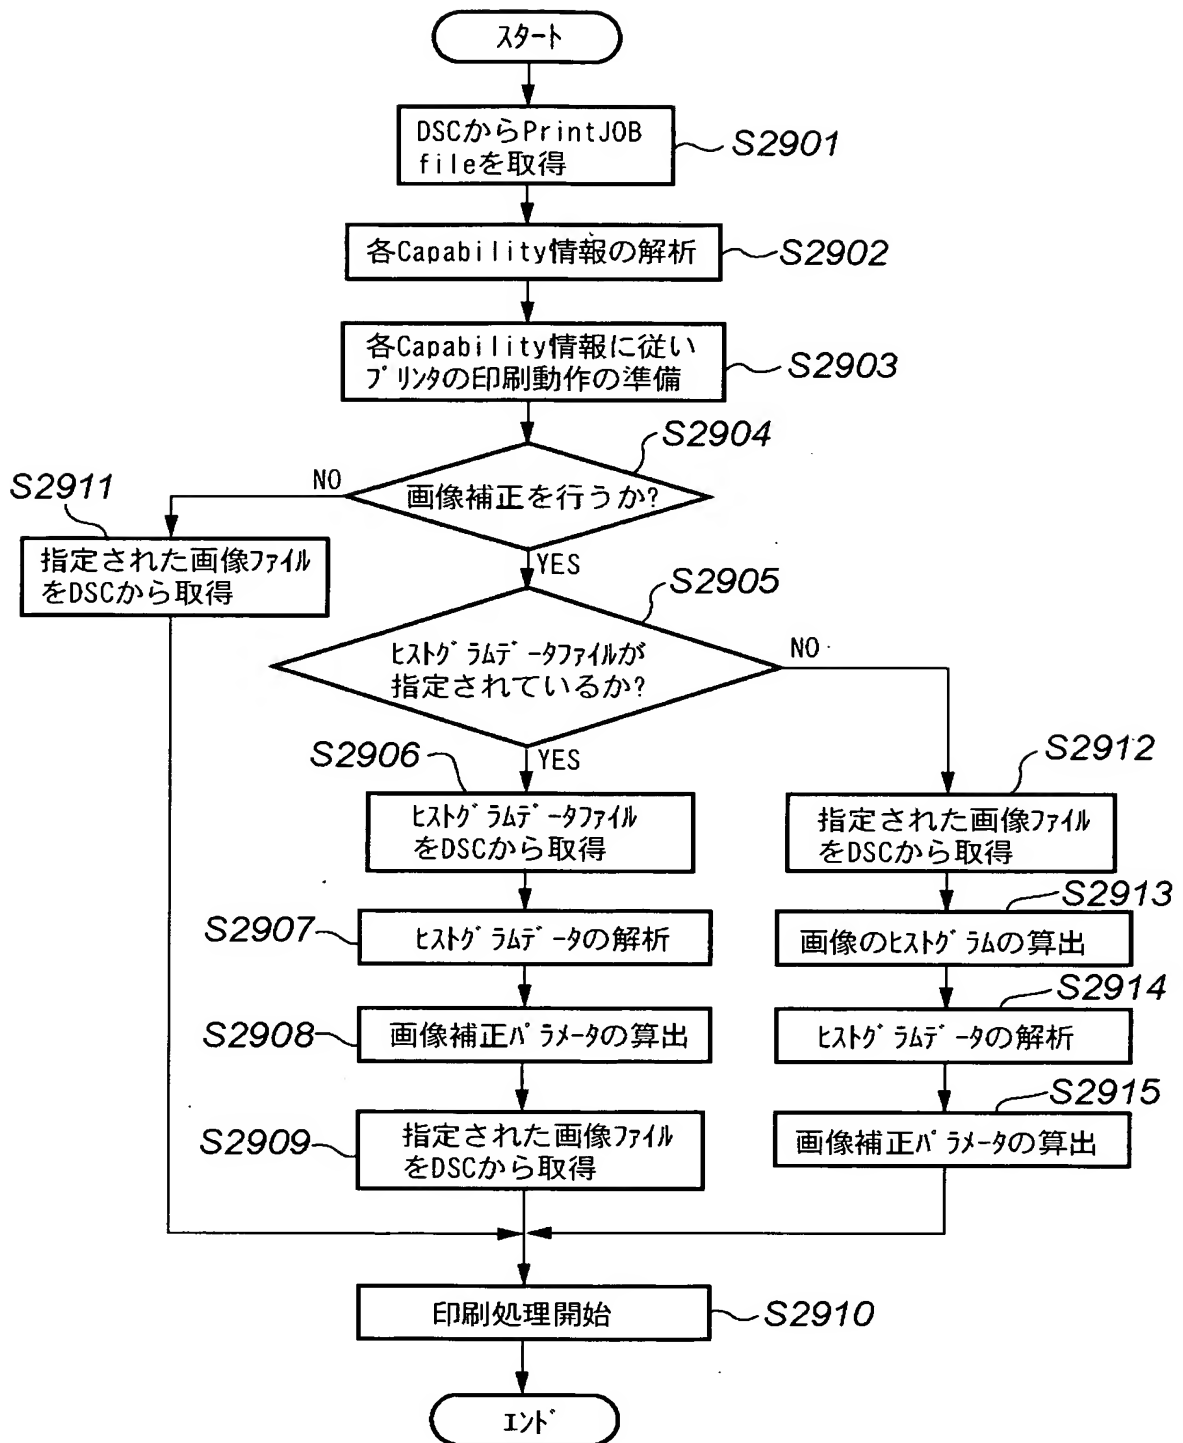 スタート
DSCからPrintJOB
fileを取得
S2901
各Capability情報の解析
S2902
各Capability情報に従い
プリンタの印刷動作の準備
S2903
S2904
画像補正を行うか?
NO
S2911
指定された画像ファイル
をDSCから取得
YES
S2905
ヒストグラムデータファイルが
指定されているか?
NO
YES
S2906
ヒストグラムデータファイル
をDSCから取得
S2912
指定された画像ファイル
をDSCから取得
S2907
ヒストグラムデータの解析
S2913
画像のヒストグラムの算出
S2908
画像補正パラメータの算出
S2914
ヒストグラムデータの解析
S2909
指定された画像ファイル
をDSCから取得
S2915
画像補正パラメータの算出
印刷処理開始
S2910
エンド